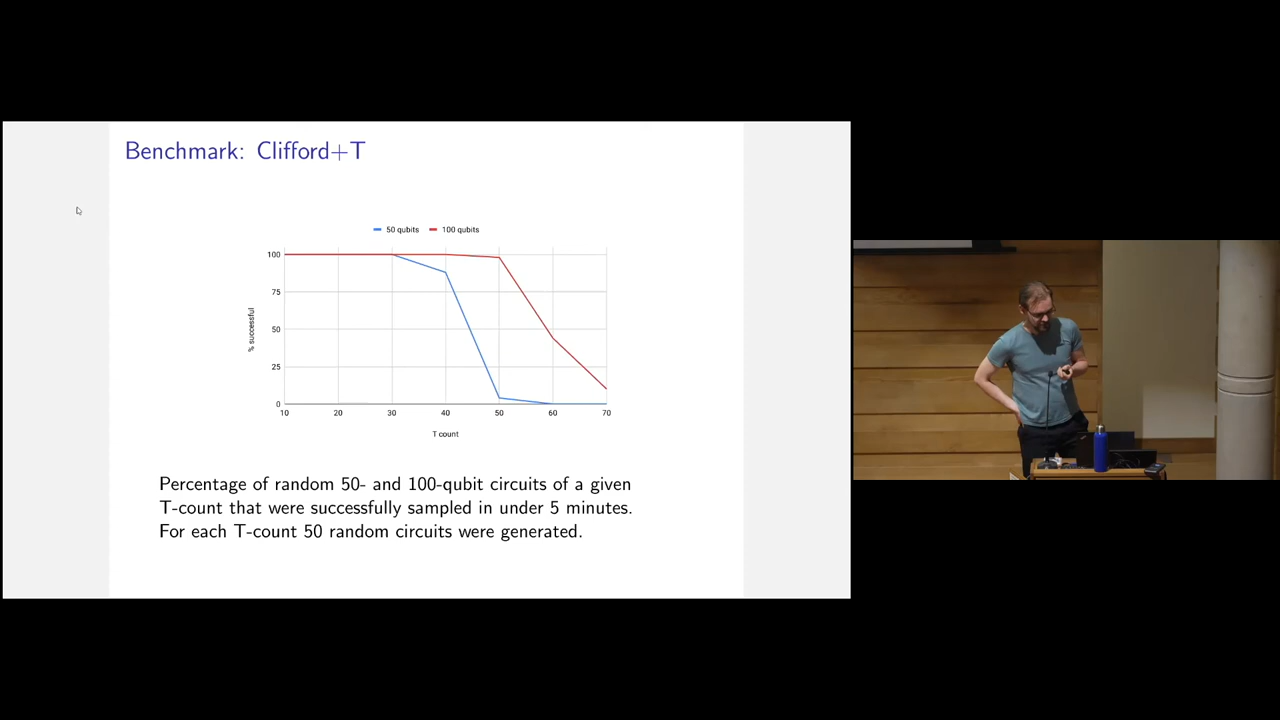 Benchmark: Clifford+T
50 qubits 100 qubits
100
75
50
25
0
% successful
10 20 30 40 50 60 70
T count
Percentage of random 50- and 100-qubit circuits of a given
T-count that were successfully sampled in under 5 minutes.
For each T-count 50 random circuits were generated.